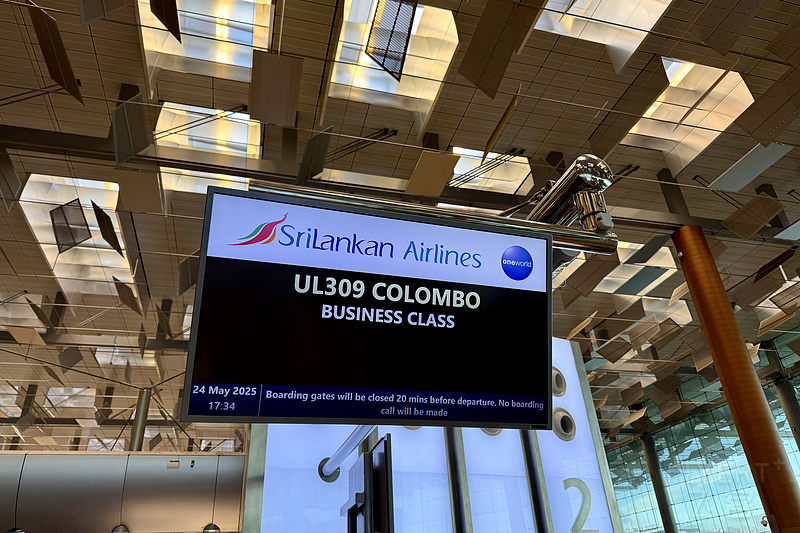 SriLankan Airlines
oneworld
UL309 COLOMBO
BUSINESS CLASS
24 May 2025
17:34
Boarding gates will be closed 20 mins before departure. No boarding
call will be made
2